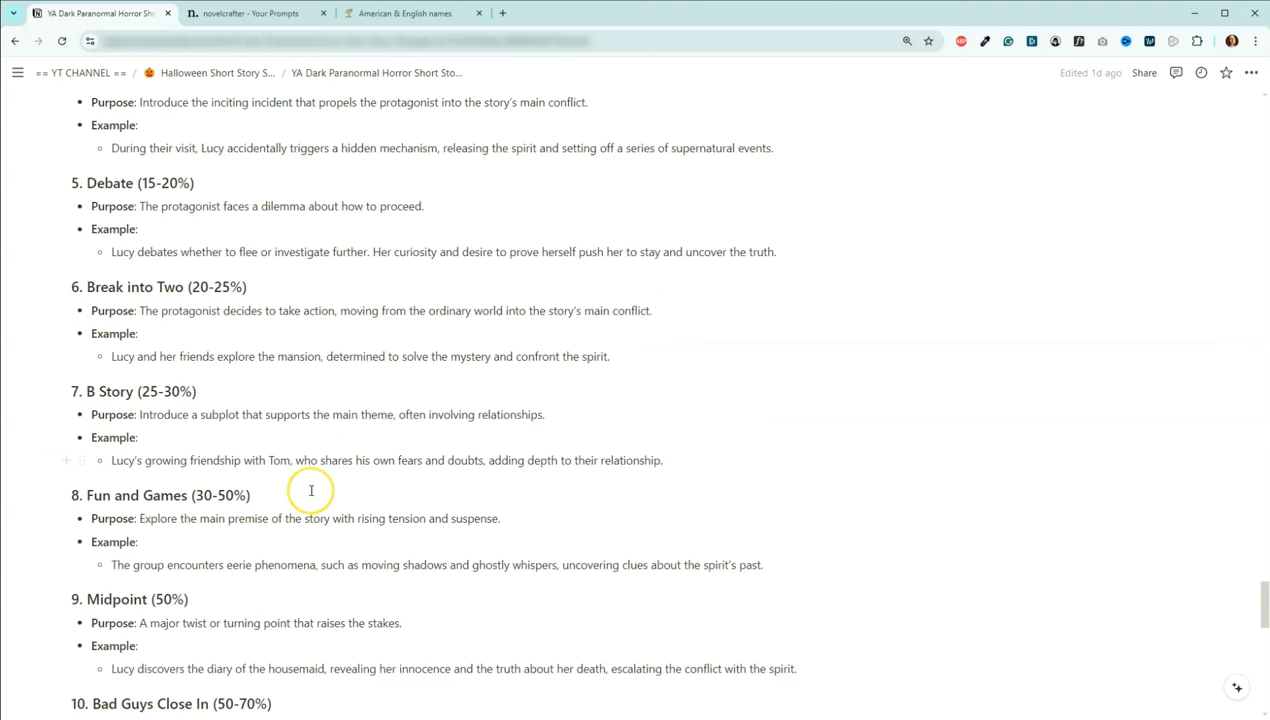 YA Dark Paranormal Horror Sho
novelcrafter - Your Prompts
American & English names
== YT CHANNEL == / 🎃 Halloween Short Story S... / YA Dark Paranormal Horror Short Sto...
Edited 1d ago Share
• Purpose: Introduce the inciting incident that propels the protagonist into the story's main conflict.
• Example:
◦ During their visit, Lucy accidentally triggers a hidden mechanism, releasing the spirit and setting off a series of supernatural events.
5. Debate (15-20%)
• Purpose: The protagonist faces a dilemma about how to proceed.
• Example:
◦ Lucy debates whether to flee or investigate further. Her curiosity and desire to prove herself push her to stay and uncover the truth.
6. Break into Two (20-25%)
• Purpose: The protagonist decides to take action, moving from the ordinary world into the story's main conflict.
• Example:
◦ Lucy and her friends explore the mansion, determined to solve the mystery and confront the spirit.
7. B Story (25-30%)
• Purpose: Introduce a subplot that supports the main theme, often involving relationships.
• Example:
◦ Lucy's growing friendship with Tom, who shares his own fears and doubts, adding depth to their relationship.
8. Fun and Games (30-50%)
• Purpose: Explore the main premise of the story with rising tension and suspense.
• Example:
◦ The group encounters eerie phenomena, such as moving shadows and ghostly whispers, uncovering clues about the spirit's past.
9. Midpoint (50%)
• Purpose: A major twist or turning point that raises the stakes.
• Example:
◦ Lucy discovers the diary of the housemaid, revealing her innocence and the truth about her death, escalating the conflict with the spirit.
10. Bad Guys Close In (50-70%)